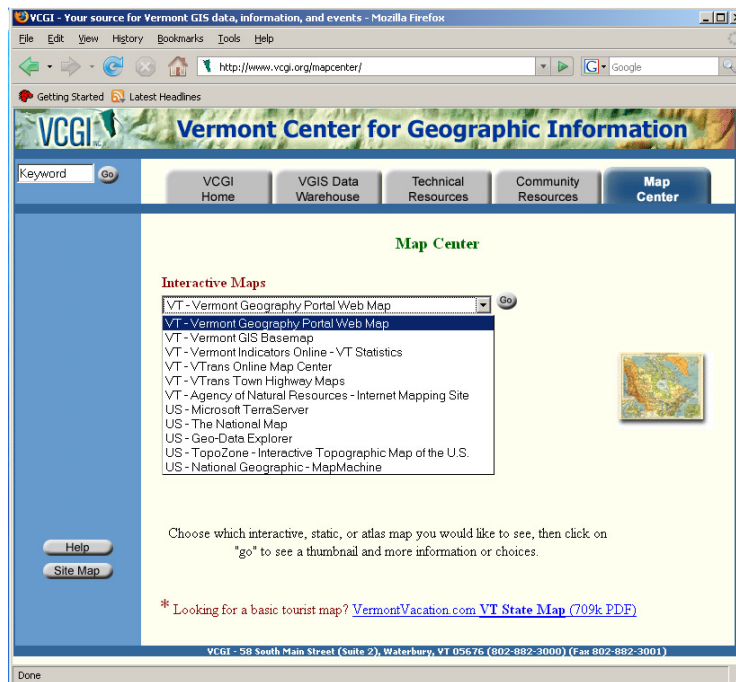 VCGI - Your source for Vermont GIS data, information, and events - Mozilla Firefox
File Edit View History Bookmarks Tools Help
http://www.vcgi.org/mapcenter/ G Google
Getting Started Latest Headlines
VCGI INC Vermont Center for Geographic Information
Keyword Go
VCGI Home
VGIS Data Warehouse
Technical Resources
Community Resources
Map Center
Map Center
Interactive Maps
VT - Vermont Geography Portal Web Map Go
VT - Vermont Geography Portal Web Map
VT - Vermont GIS Basemap
VT - Vermont Indicators Online - VT Statistics
VT - VTrans Online Map Center
VT - VTrans Town Highway Maps
VT - Agency of Natural Resources - Internet Mapping Site
US - Microsoft TerraServer
US - The National Map
US - Geo-Data Explorer
US - TopoZone - Interactive Topographic Map of the U.S.
US - National Geographic - MapMachine
Choose which interactive, static, or atlas map you would like to see, then click on
"go" to see a thumbnail and more information or choices.
Help
Site Map
* Looking for a basic tourist map? VermontVacation.com VT State Map (709k PDF)
VCGI - 58 South Main Street (Suite 2), Waterbury, VT 05676 (802-882-3000) (Fax 802-882-3001)
Done